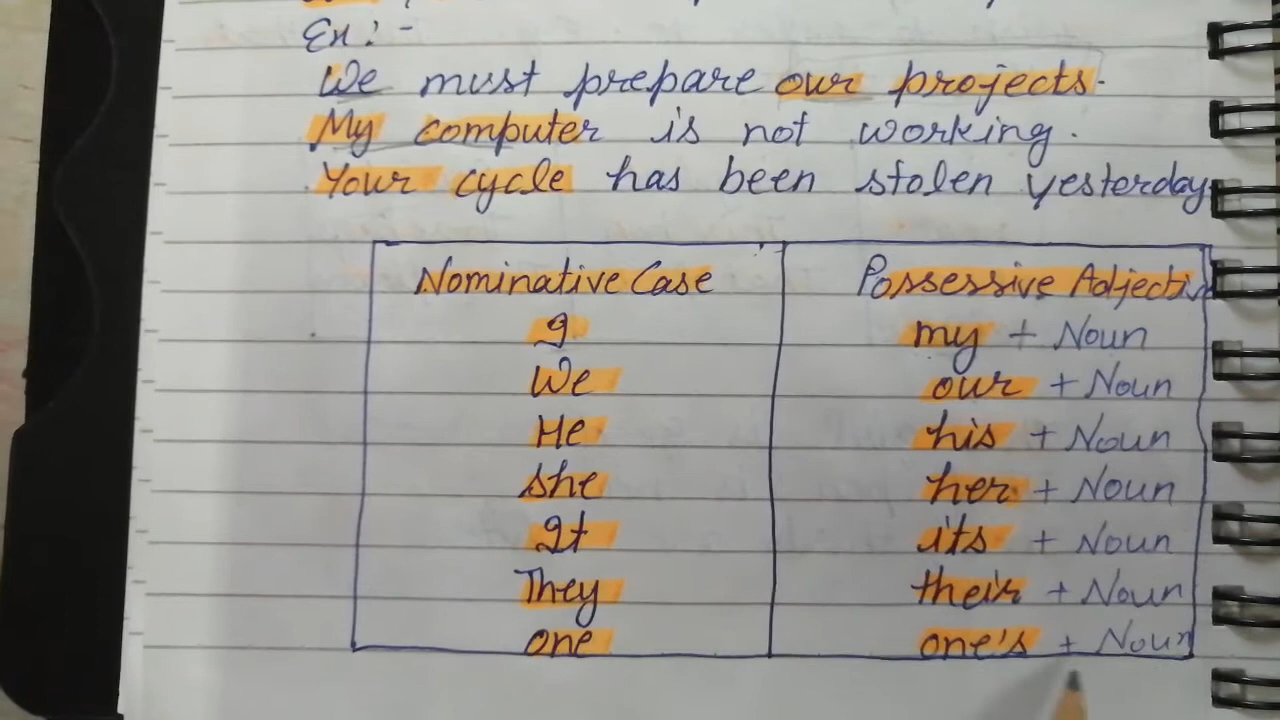 Ex:-
We must prepare our projects.
My computer is not working.
Your cycle has been stolen yesterday
Nominative Case Possessive Adjectiv
I my + Noun
We our + Noun
He his + Noun
She her + Noun
It its + Noun
They their + Noun
one one's + Noun